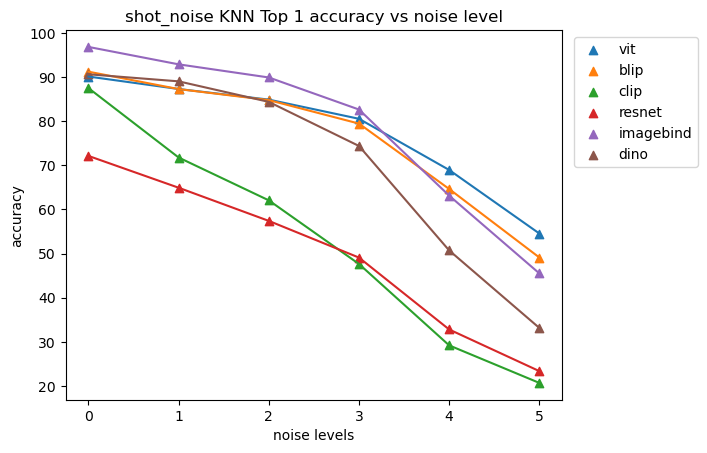 shot_noise KNN Top 1 accuracy vs noise level
100
90
80
70
60
50
40
30
20
accuracy
0 1 2 3 4 5
noise levels
vit
blip
clip
resnet
imagebind
dino